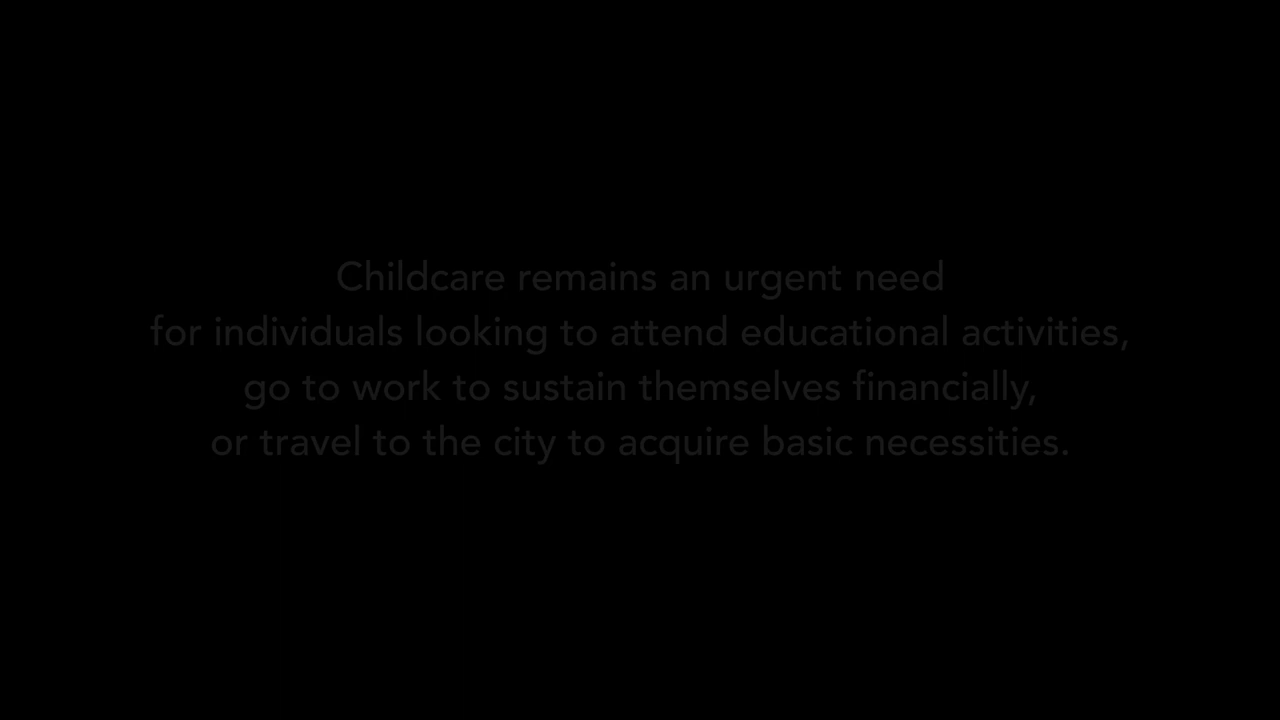 Childcare remains an urgent need
for individuals looking to attend educational activities,
go to work to sustain themselves financially,
or travel to the city to acquire basic necessities.